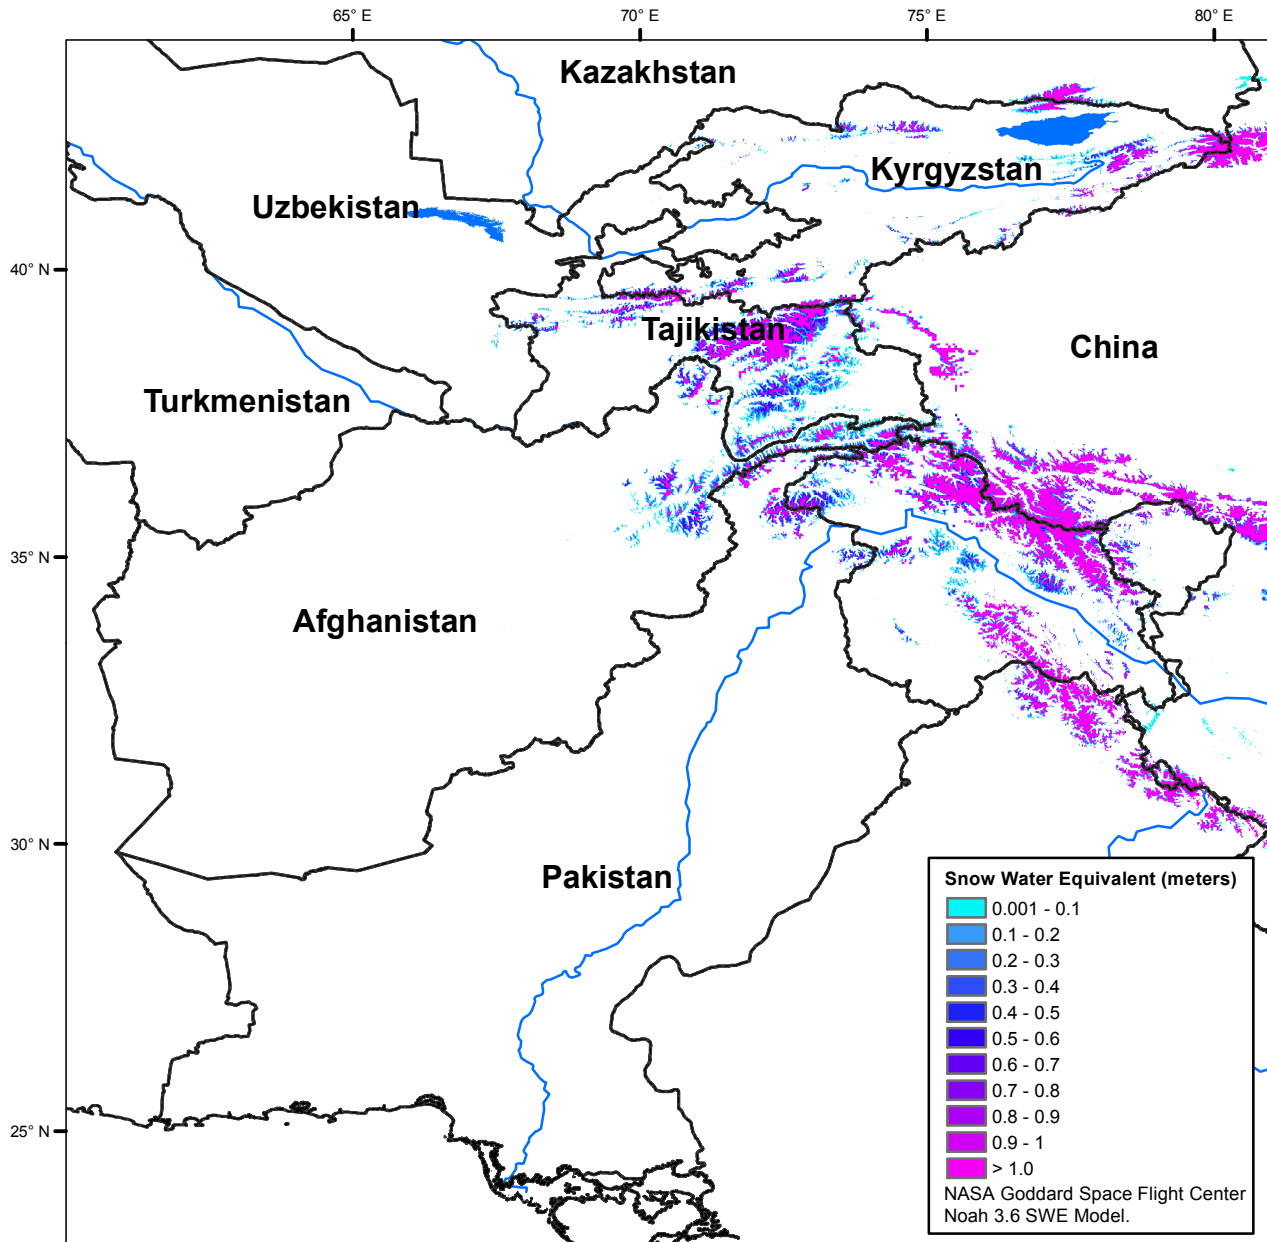 65° E
70° E
75° E
80° E
Kazakhstan
Kyrgyzstan
Uzbekistan
40° N
Tajikistan
China
Turkmenistan
35° N
Afghanistan
30° N
Pakistan
Snow Water Equivalent (meters)
0.001 - 0.1
0.1 - 0.2
0.2 - 0.3
0.3 - 0.4
0.4 - 0.5
0.5 - 0.6
0.6 - 0.7
0.7 - 0.8
0.8 - 0.9
0.9 - 1
> 1.0
NASA Goddard Space Flight Center
Noah 3.6 SWE Model.
25° N